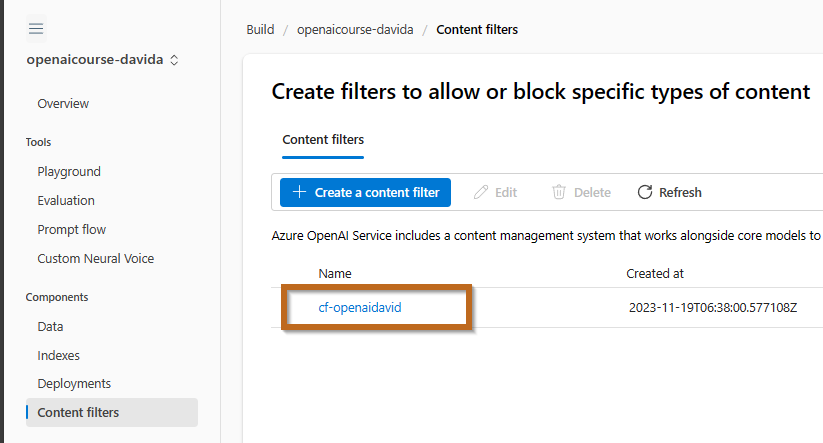 openaicourse-davida
Overview
Tools
Playground
Evaluation
Prompt flow
Custom Neural Voice
Components
Data
Indexes
Deployments
Content filters
Build / openaicourse-davida / Content filters
Create filters to allow or block specific types of content
Content filters
Create a content filter Edit Delete Refresh
Azure OpenAI Service includes a content management system that works alongside core models to
Name Created at
cf-openaidavid 2023-11-19T06:38:00.577108Z